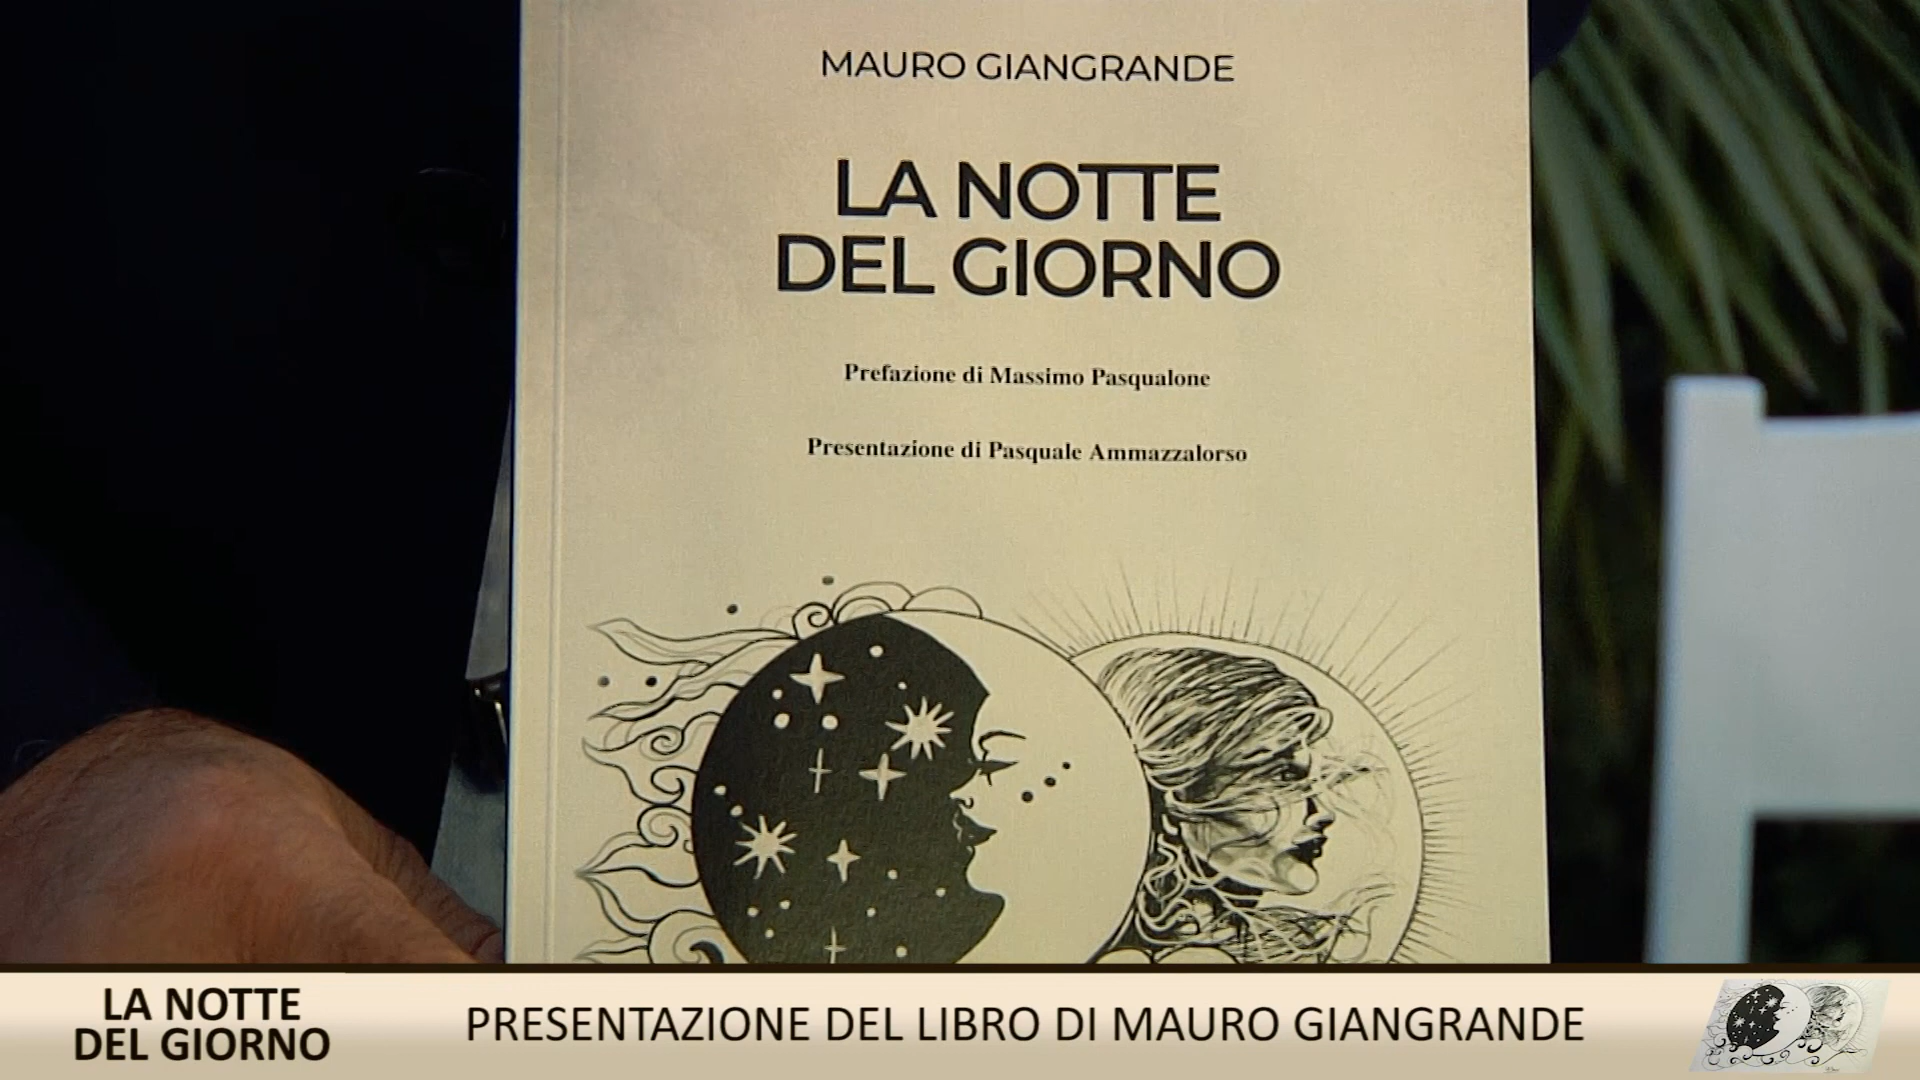 MAURO GIANGRANDE
LA NOTTE
DEL GIORNO
Prefazione di Massimo Pasqualone
Presentazione di Pasquale Ammazzalorso
LA NOTTE
DEL GIORNO
PRESENTAZIONE DEL LIBRO DI MAURO GIANGRANDE